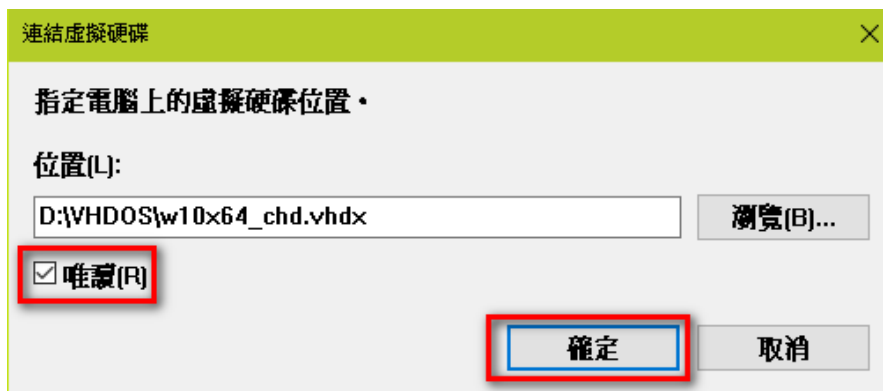 連結虛擬硬碟
指定電腦上的虛擬硬碟位置。
位置(L):
D:\VHDOS\w10x64_chd.vhdx 瀏覽(B)...
唯讀(R)
確定 取消